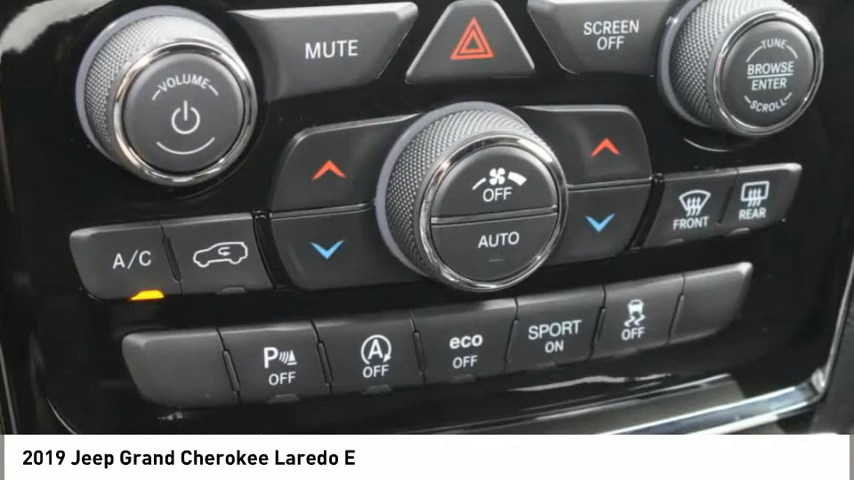 VOLUME
MUTE
SCREEN
OFF
TUNE
BROWSE
ENTER
SCROLL
OFF
AUTO
A/C
FRONT
REAR
P
OFF
A
OFF
eco
OFF
SPORT
ON
OFF
2019 Jeep Grand Cherokee Laredo E